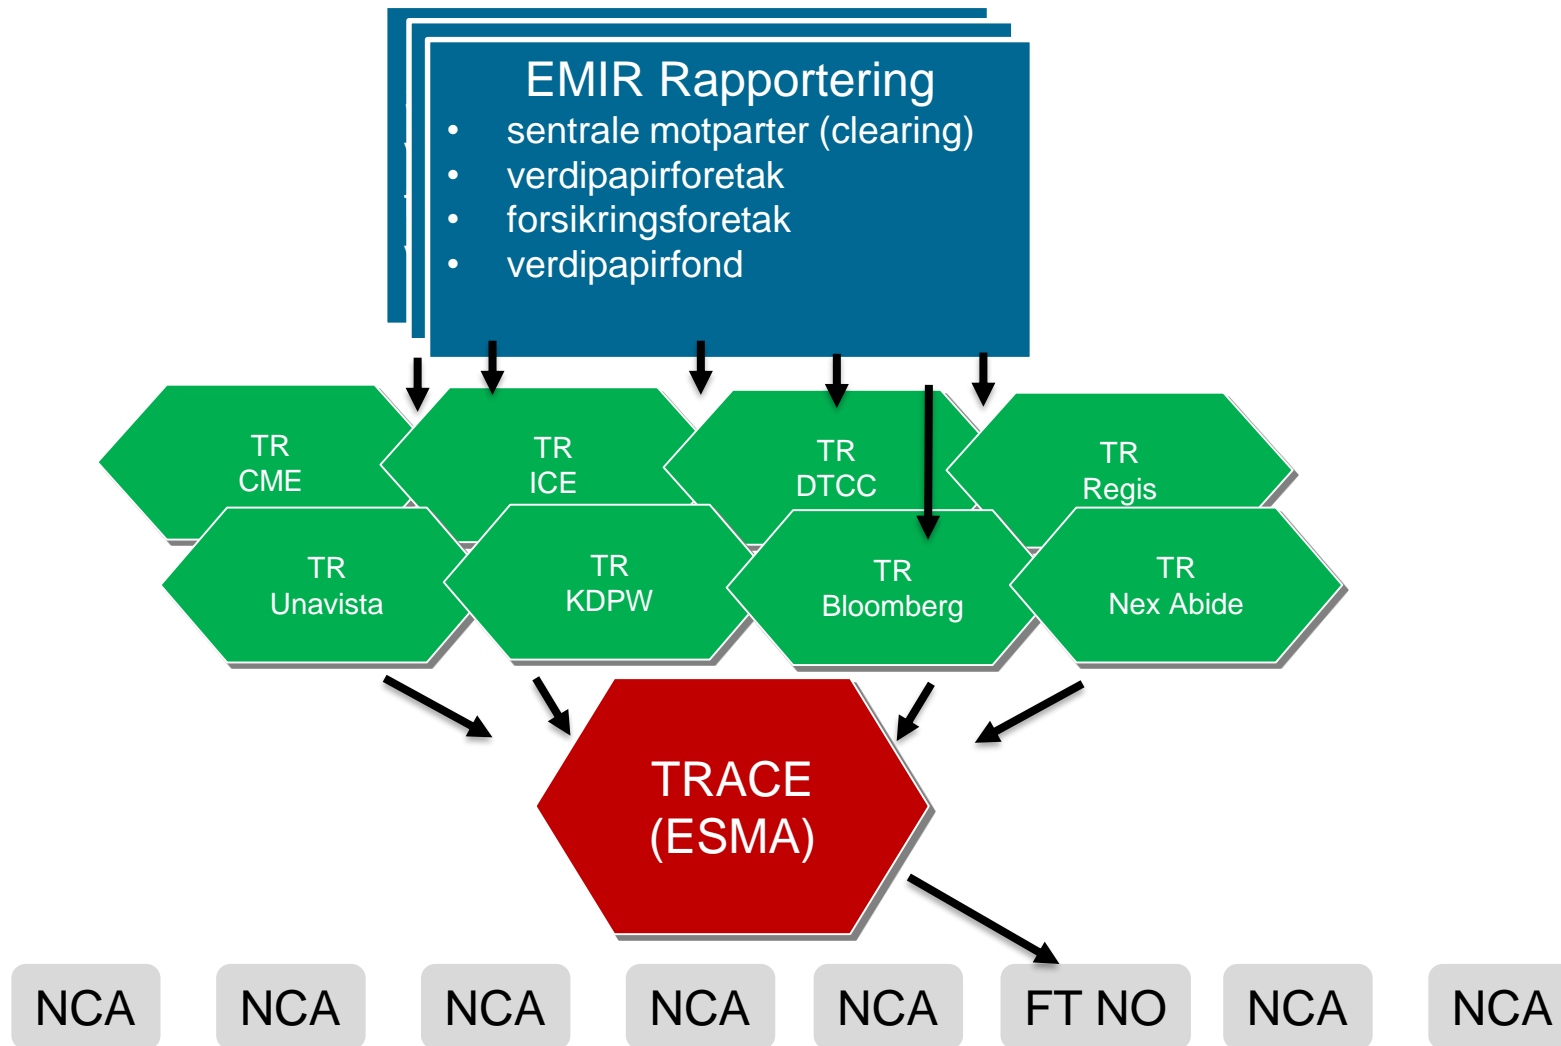 EMIR Rapportering
• sentrale motparter (clearing)
• verdipapirforetak
• forsikringsforetak
• verdipapirfond
TR
CME
TR
ICE
TR
DTCC
TR
Regis
TR
Unavista
TR
KDPW
TR
Bloomberg
TR
Nex Abide
TRACE
(ESMA)
NCA
NCA
NCA
NCA
NCA
FT NO
NCA
NCA